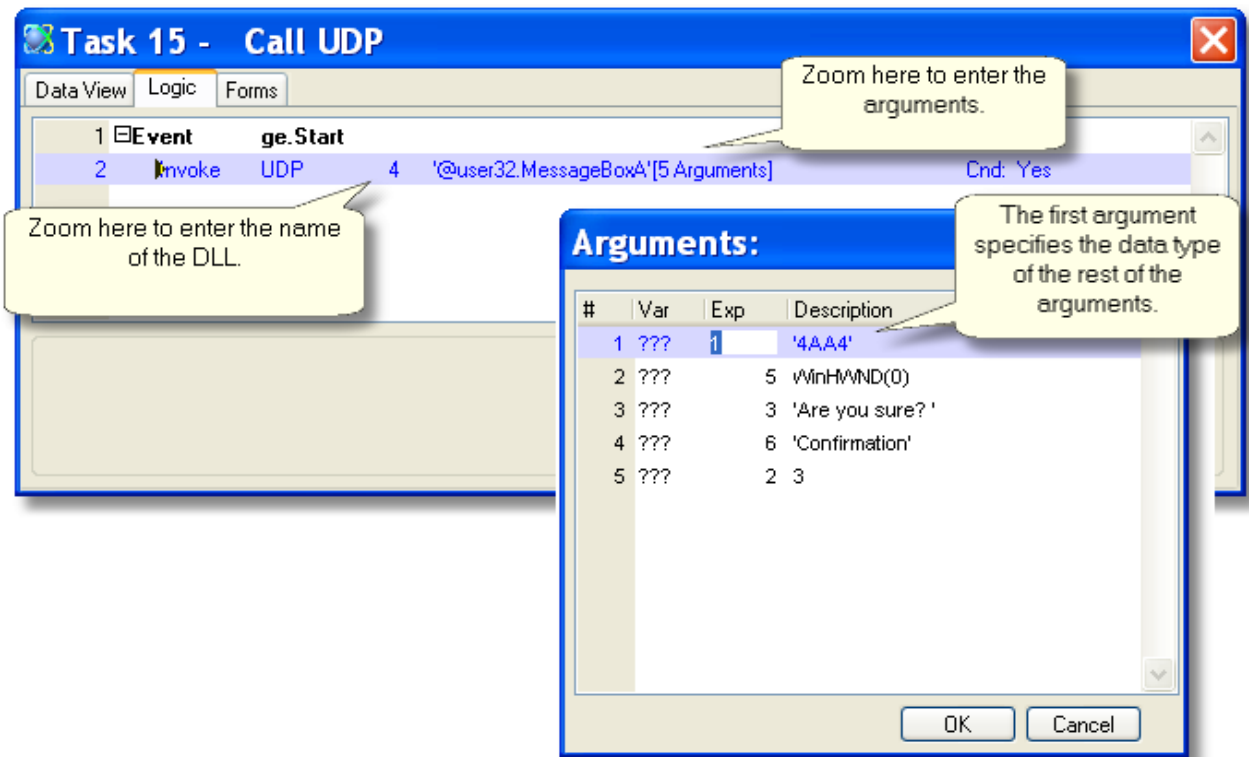 Task 15 - Call UDP
Data View Logic Forms
Zoom here to enter the
arguments.
1 Event ge.Start
2 Invoke UDP 4 '@user32.MessageBoxA'[5 Arguments] Cnd: Yes
Zoom here to enter the name
of the DLL.
The first argument
specifies the data type
of the rest of the
arguments.
Arguments:
# Var Exp Description
1 ??? 1 '4AA4'
2 ??? 5 WinHWND(0)
3 ??? 3 'Are you sure? '
4 ??? 6 'Confirmation'
5 ??? 2 3
OK Cancel